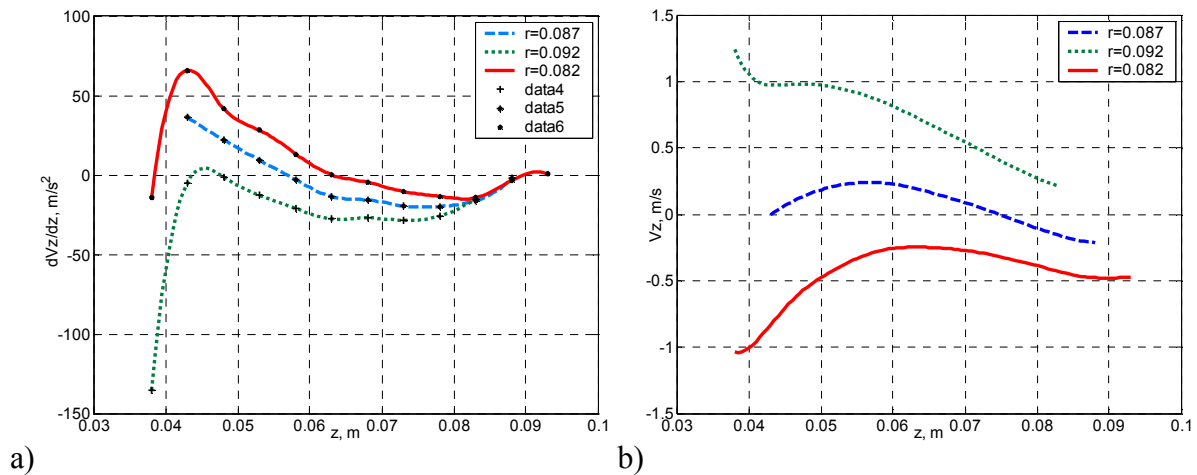 100
50
0
-50
-100
-150
dVz/dz, m/s²
r=0.087
r=0.092
r=0.082
data4
data5
data6
0.03 0.04 0.05 0.06 0.07 0.08 0.09 0.1
z, m
a)
1.5
1
0.5
0
-0.5
-1
-1.5
Vz, m/s
r=0.087
r=0.092
r=0.082
0.03 0.04 0.05 0.06 0.07 0.08 0.09 0.1
z, m
b)